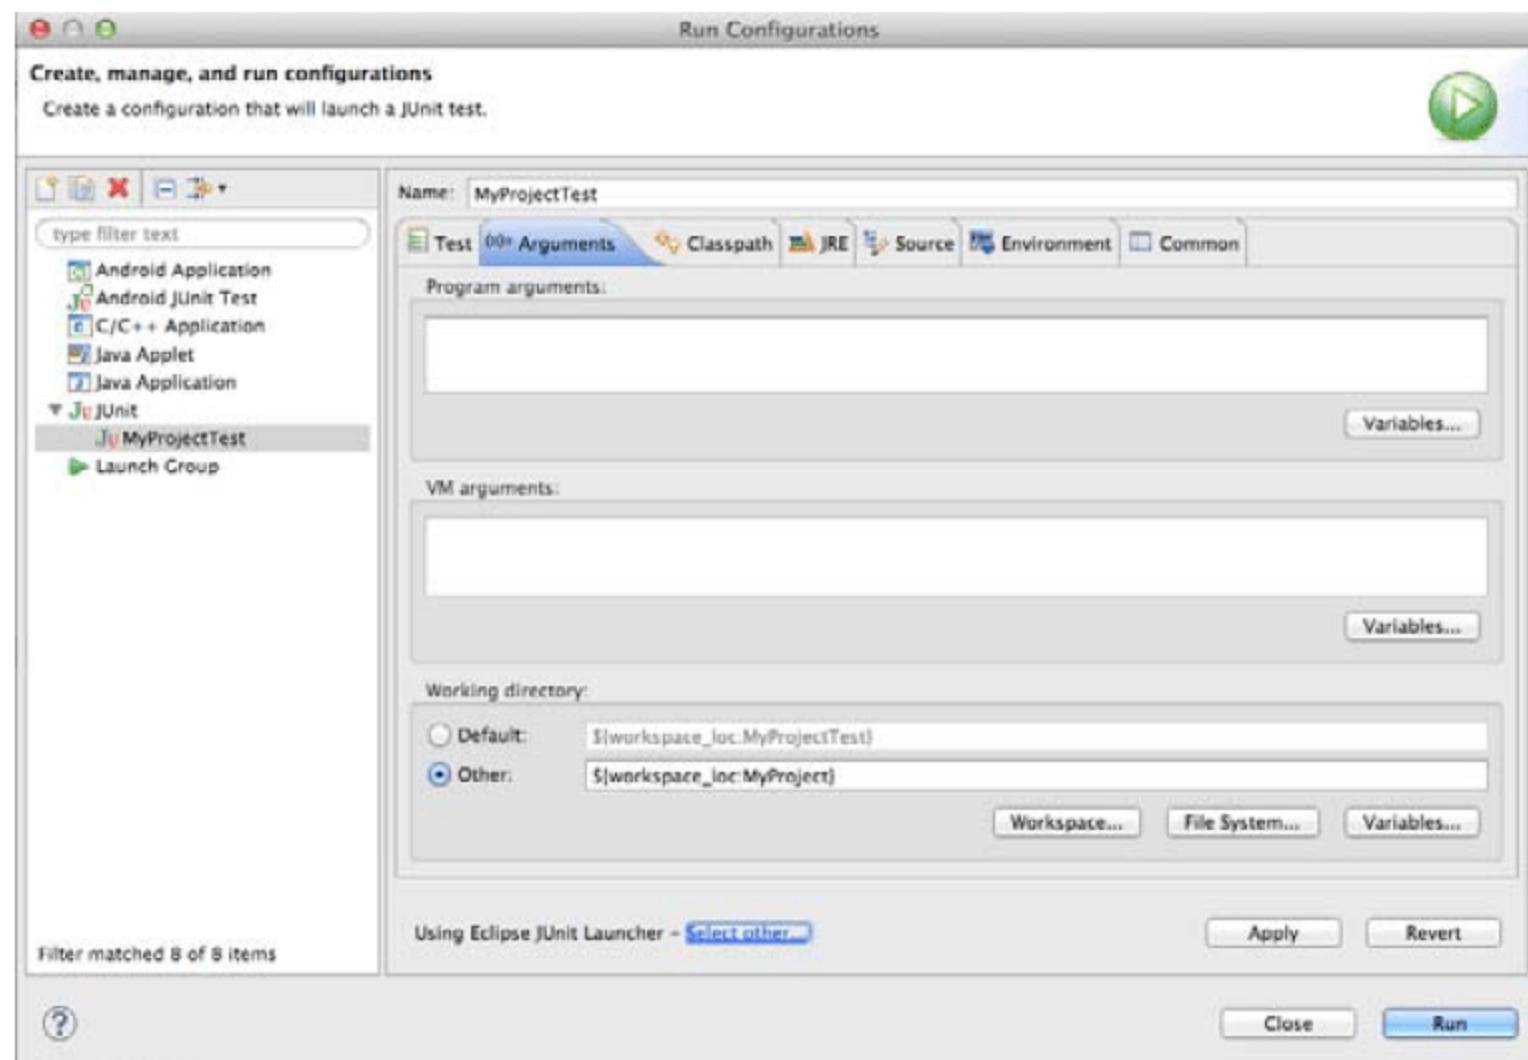 Run Configurations
Create, manage, and run configurations
Create a configuration that will launch a JUnit test.
type filter text
Android Application
Android JUnit Test
C/C++ Application
Java Applet
Java Application
JUnit
MyProjectTest
Launch Group
Filter matched 8 of 8 items
Name: MyProjectTest
Test (x)= Arguments Classpath JRE Source Environment Common
Program arguments:
Variables...
VM arguments:
Variables...
Working directory:
Default: ${workspace_loc:MyProjectTest}
Other: ${workspace_loc:MyProject}
Workspace... File System... Variables...
Using Eclipse JUnit Launcher - Select other...
Apply Revert
Close Run